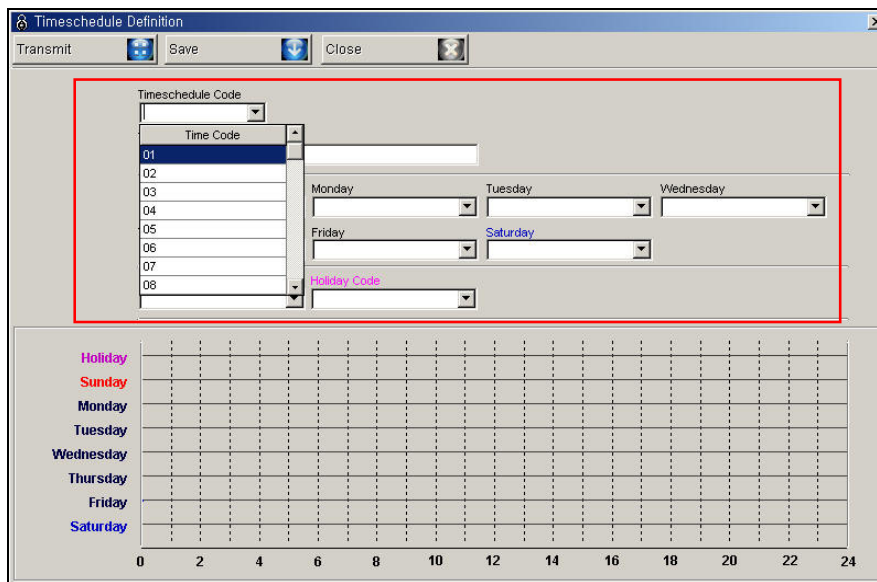 Timeschedule Definition
Transmit Save Close
Timeschedule Code
Time Code
01
02
03
04
05
06
07
08
Monday Tuesday Wednesday
Friday Saturday
Holiday Code
Holiday
Sunday
Monday
Tuesday
Wednesday
Thursday
Friday
Saturday
0 2 4 6 8 10 12 14 16 18 20 22 24